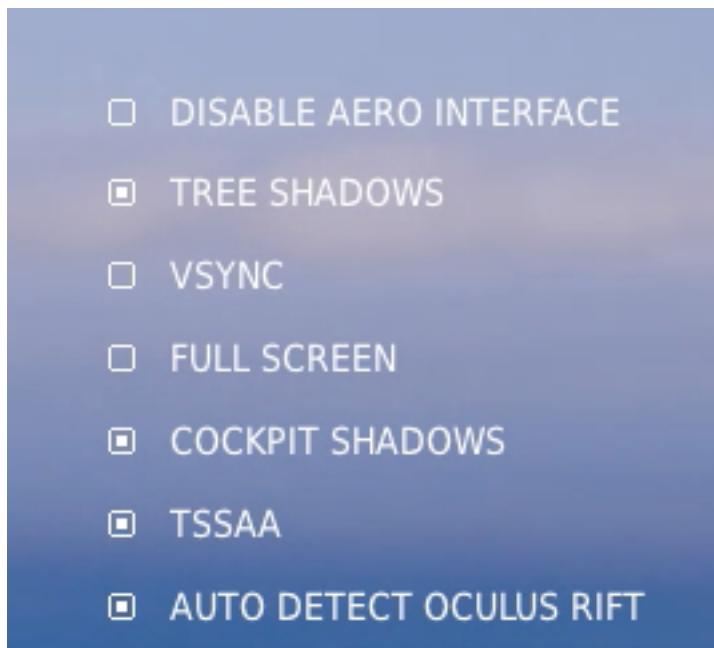 DISABLE AERO INTERFACE
TREE SHADOWS
VSYNC
FULL SCREEN
COCKPIT SHADOWS
TSSAA
AUTO DETECT OCULUS RIFT